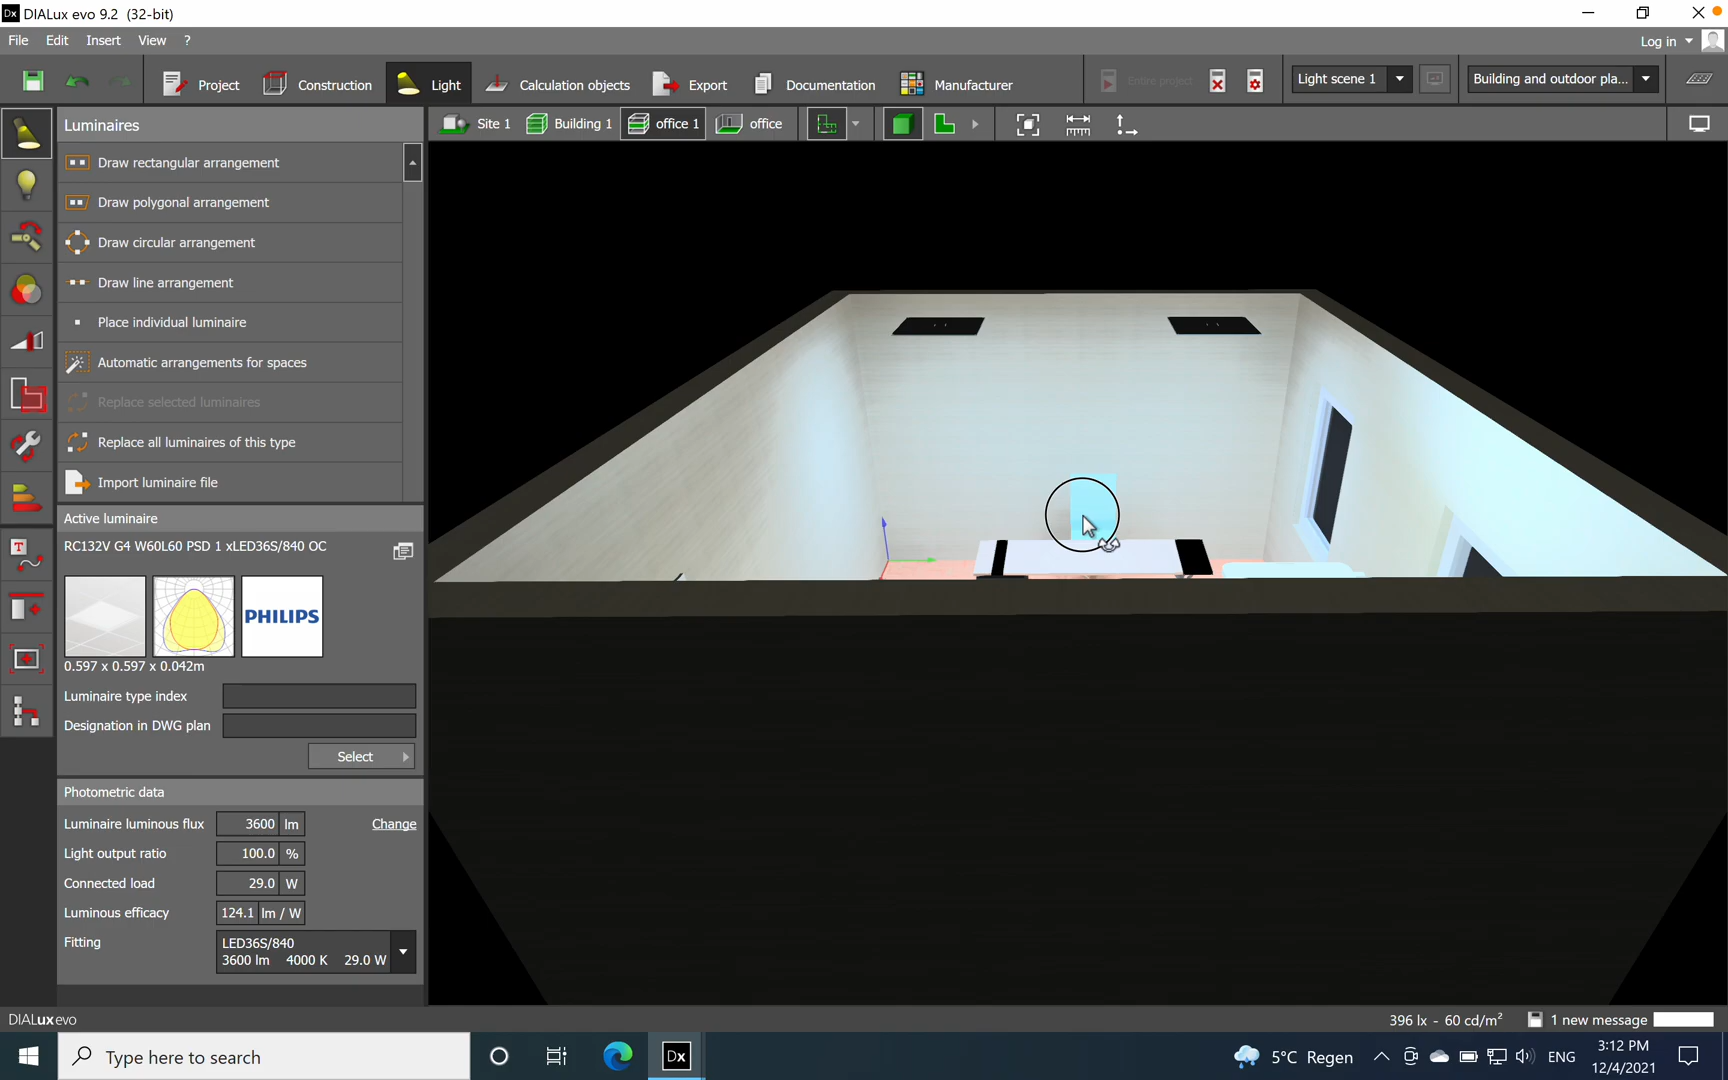 DIALux evo 9.2 (32-bit)
File Edit Insert View ?
Log in
Project Construction Light Calculation objects Export Documentation Manufacturer Entire project Light scene 1 Building and outdoor pla...
Luminaires
Site 1 Building 1 office 1 office
Draw rectangular arrangement
Draw polygonal arrangement
Draw circular arrangement
Draw line arrangement
Place individual luminaire
Automatic arrangements for spaces
Replace selected luminaires
Replace all luminaires of this type
Import luminaire file
Active luminaire
RC132V G4 W60L60 PSD 1 xLED36S/840 OC
PHILIPS
0.597 x 0.597 x 0.042m
Luminaire type index
Designation in DWG plan
Select
Photometric data
Luminaire luminous flux 3600 lm Change
Light output ratio 100.0 %
Connected load 29.0 W
Luminous efficacy 124.1 lm / W
Fitting LED36S/840
3600 lm 4000 K 29.0 W
DIALux evo
396 lx - 60 cd/m² 1 new message
Type here to search
Dx
5°C Regen
ENG
3:12 PM
12/4/2021